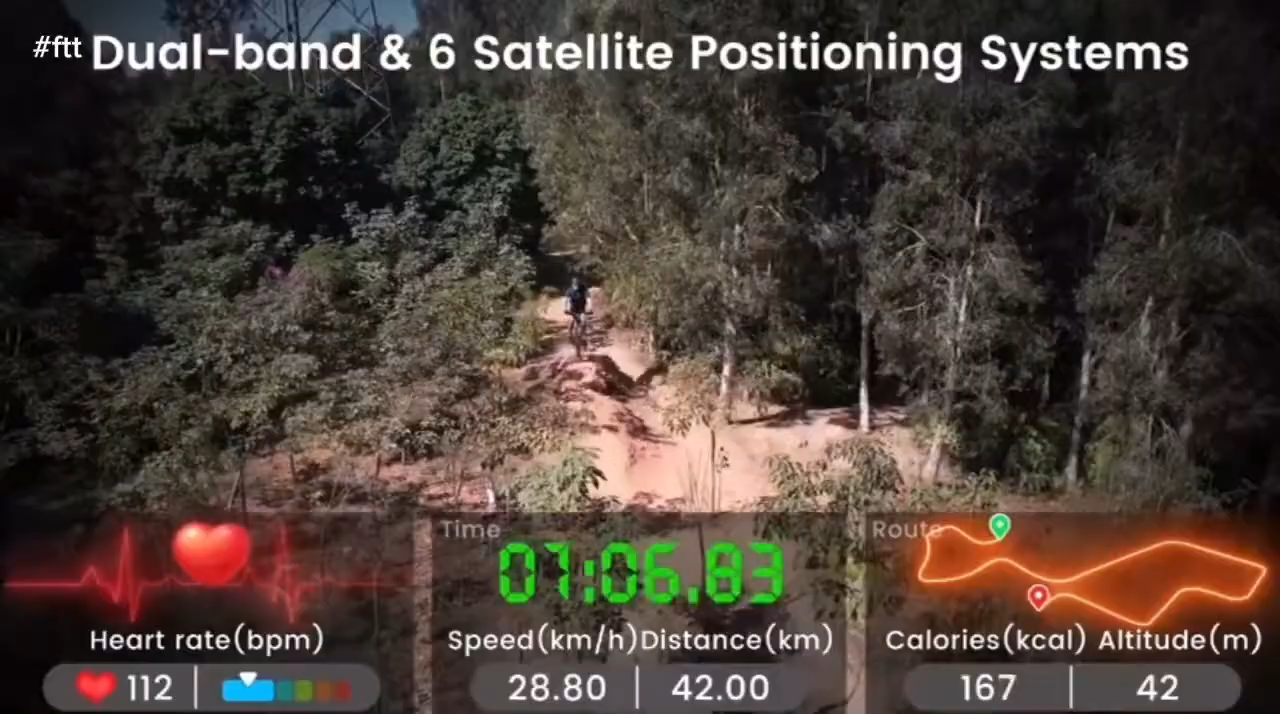 #ftt
Dual-band & 6 Satellite Positioning Systems
Time
07:06.83
Route
Heart rate(bpm)
Speed(km/h) Distance(km)
Calories(kcal) Altitude(m)
112
28.80 42.00
167 42